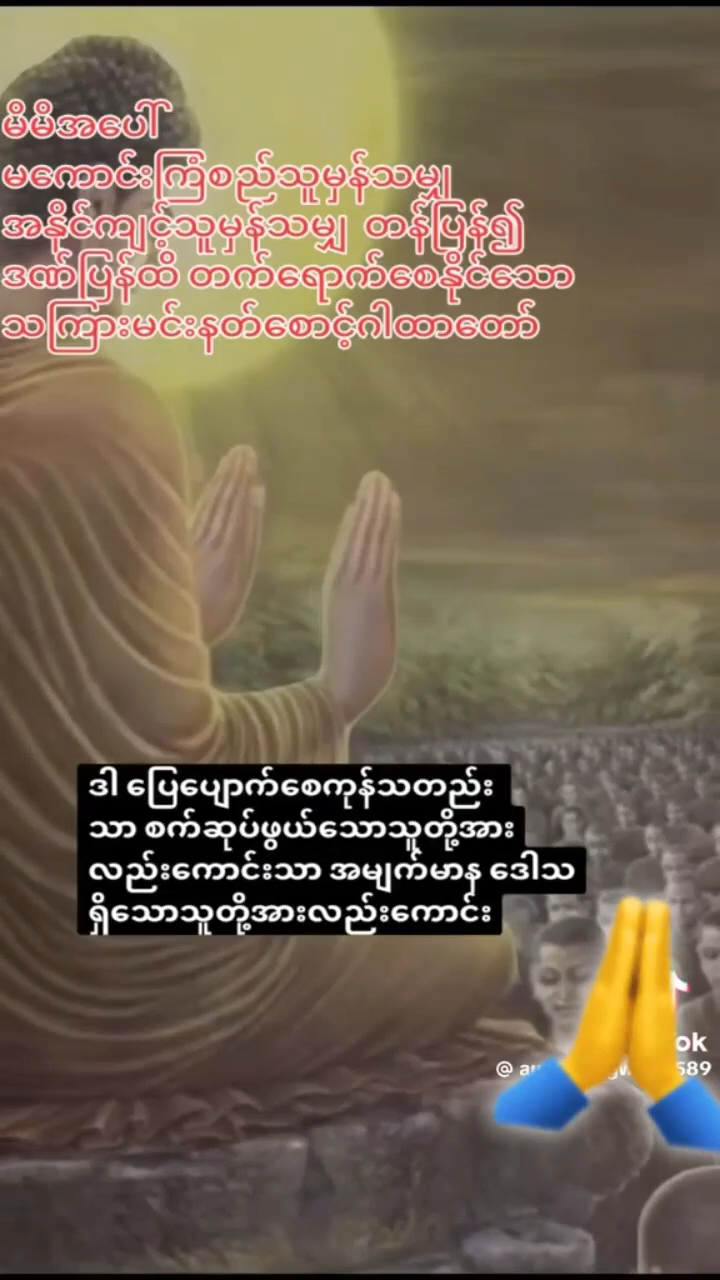 မိမိအပေါ်
မကောင်းကြံစည်သူမှန်သမျှ
အနိုင်ကျင့်သူမှန်သမျှ တန်ပြန်၍
ဒဏ်ပြန်ထိ တက်ရောက်စေနိုင်သော
သကြားမင်းနတ်စောင့်ဂါထာတော်
ဒါ ပြေပျောက်စေကုန်သတည်း
သာ စက်ဆုပ်ဖွယ်သောသူတို့အား
လည်းကောင်းသာ အမျက်မာန ဒေါသ
ရှိသောသူတို့အားလည်းကောင်း